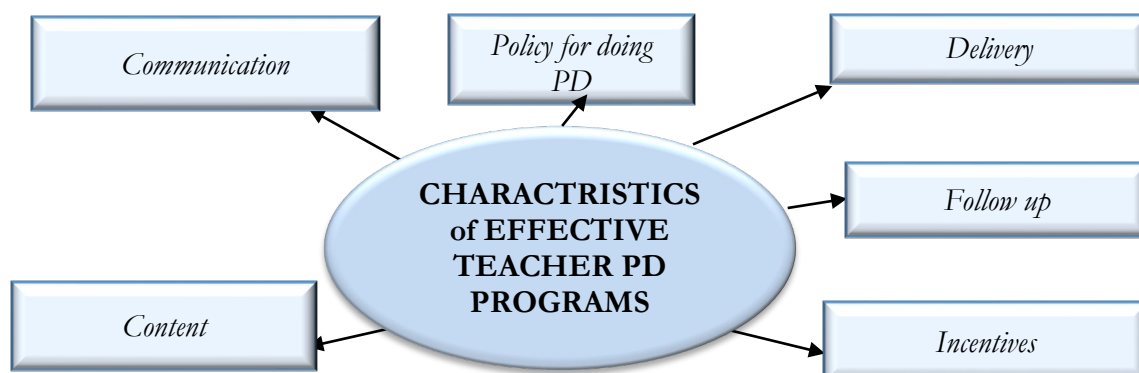 Communication
Policy for doing
PD
Delivery
CHARACTRISTICS
of EFFECTIVE
TEACHER PD
PROGRAMS
Follow up
Content
Incentives